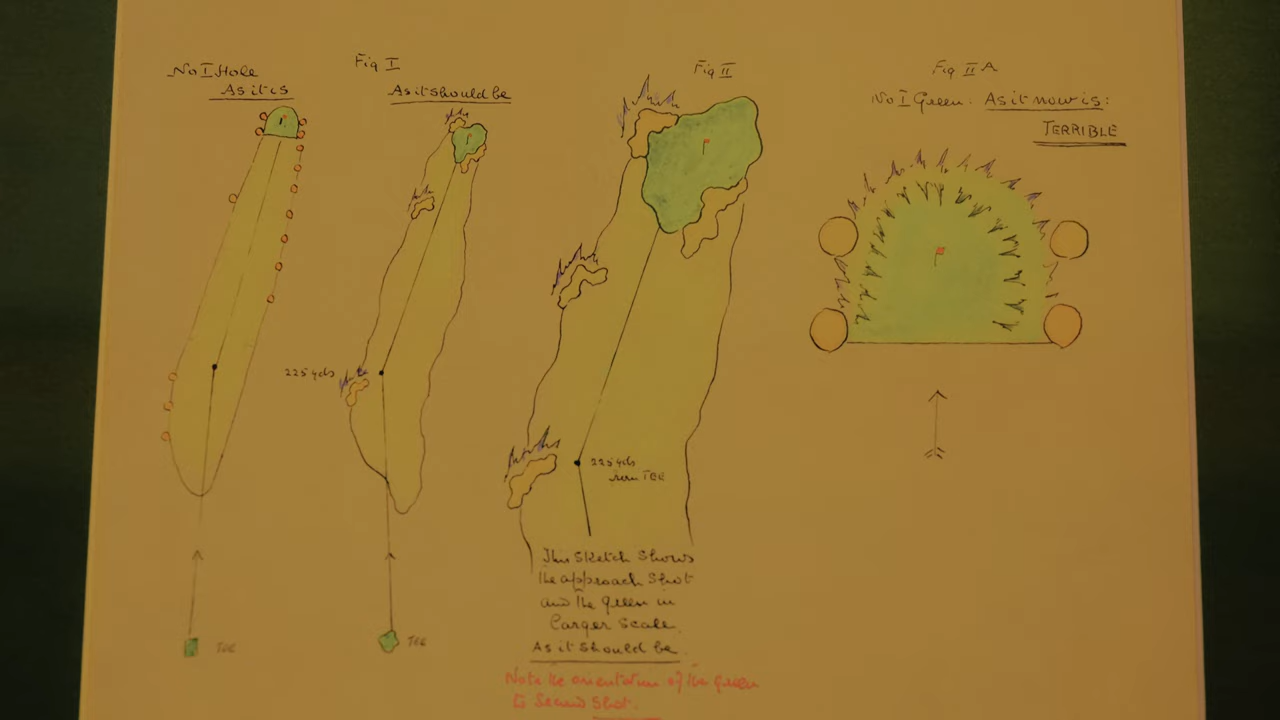 No I Hole
As it is
TEE
Fig I
As it should be
225 yds
TEE
Fig II
225 yds
from TEE
This Sketch Shows
the approach Shot
and the Green in
Larger Scale
As it Should be.
Note the orientation of the Green
to Second Shot.
Fig II A
No I Green. As it now is:
TERRIBLE